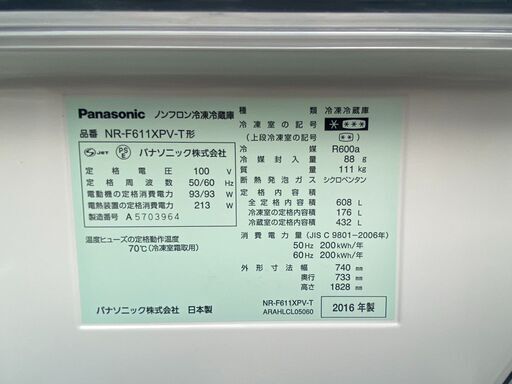 Panasonic ノンフロン冷凍冷蔵庫
品番 NR-F611XPV-T形
JET PSE パナソニック株式会社
定格電圧 100 V
定格周波数 50/60 Hz
電動機の定格消費電力 93/93 W
電熱装置の定格消費電力 213 W
製造番号 A 5703964
温度ヒューズの定格動作温度
70℃(冷凍室霜取用)
パナソニック株式会社 日本製
種類 冷凍冷蔵庫
冷凍室の記号
(上段冷凍室の記号)
冷媒 R600a
冷媒封入量 88 g
質量 111 kg
断熱発泡ガス シクロペンタン
定格内容積
全定格内容積 608 L
冷凍室の定格内容積 176 L
冷蔵室の定格内容積 432 L
消費電力量(JIS C 9801-2006年)
50Hz 200kWh/年
60Hz 200kWh/年
外形寸法 幅 740 mm
奥行 733 mm
高さ 1828 mm
NR-F611XPV-T
ARAHLCL05060
2016年製